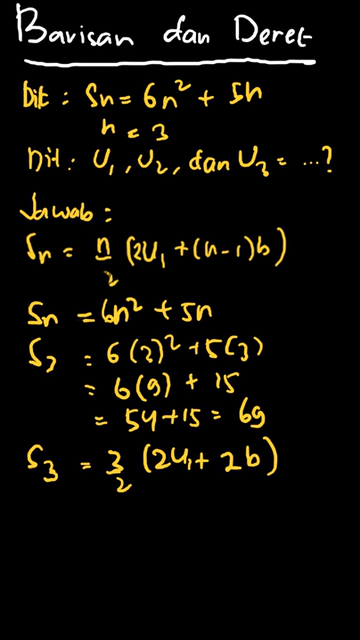 Barisan dan Deret
Dit : Sn = 6n² + 5n
n = 3
Dit : U₁, U₂, dan U₃ = ...?
Jawab :
Sn = n/2 (2U₁ + (n-1)b)
Sn = 6n² + 5n
S₃ = 6(3)² + 5(3)
= 6(9) + 15
= 54 + 15 = 69
S₃ = 3/2 (2U₁ + 2b)